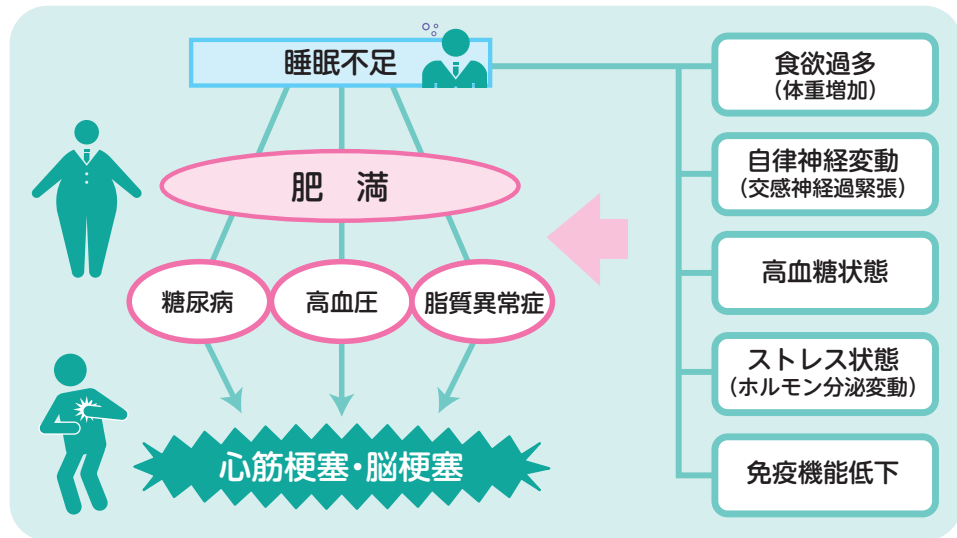 睡眠不足
肥　満
糖尿病
高血圧
脂質異常症
心筋梗塞・脳梗塞
食欲過多
（体重増加）
自律神経変動
（交感神経過緊張）
高血糖状態
ストレス状態
（ホルモン分泌変動）
免疫機能低下